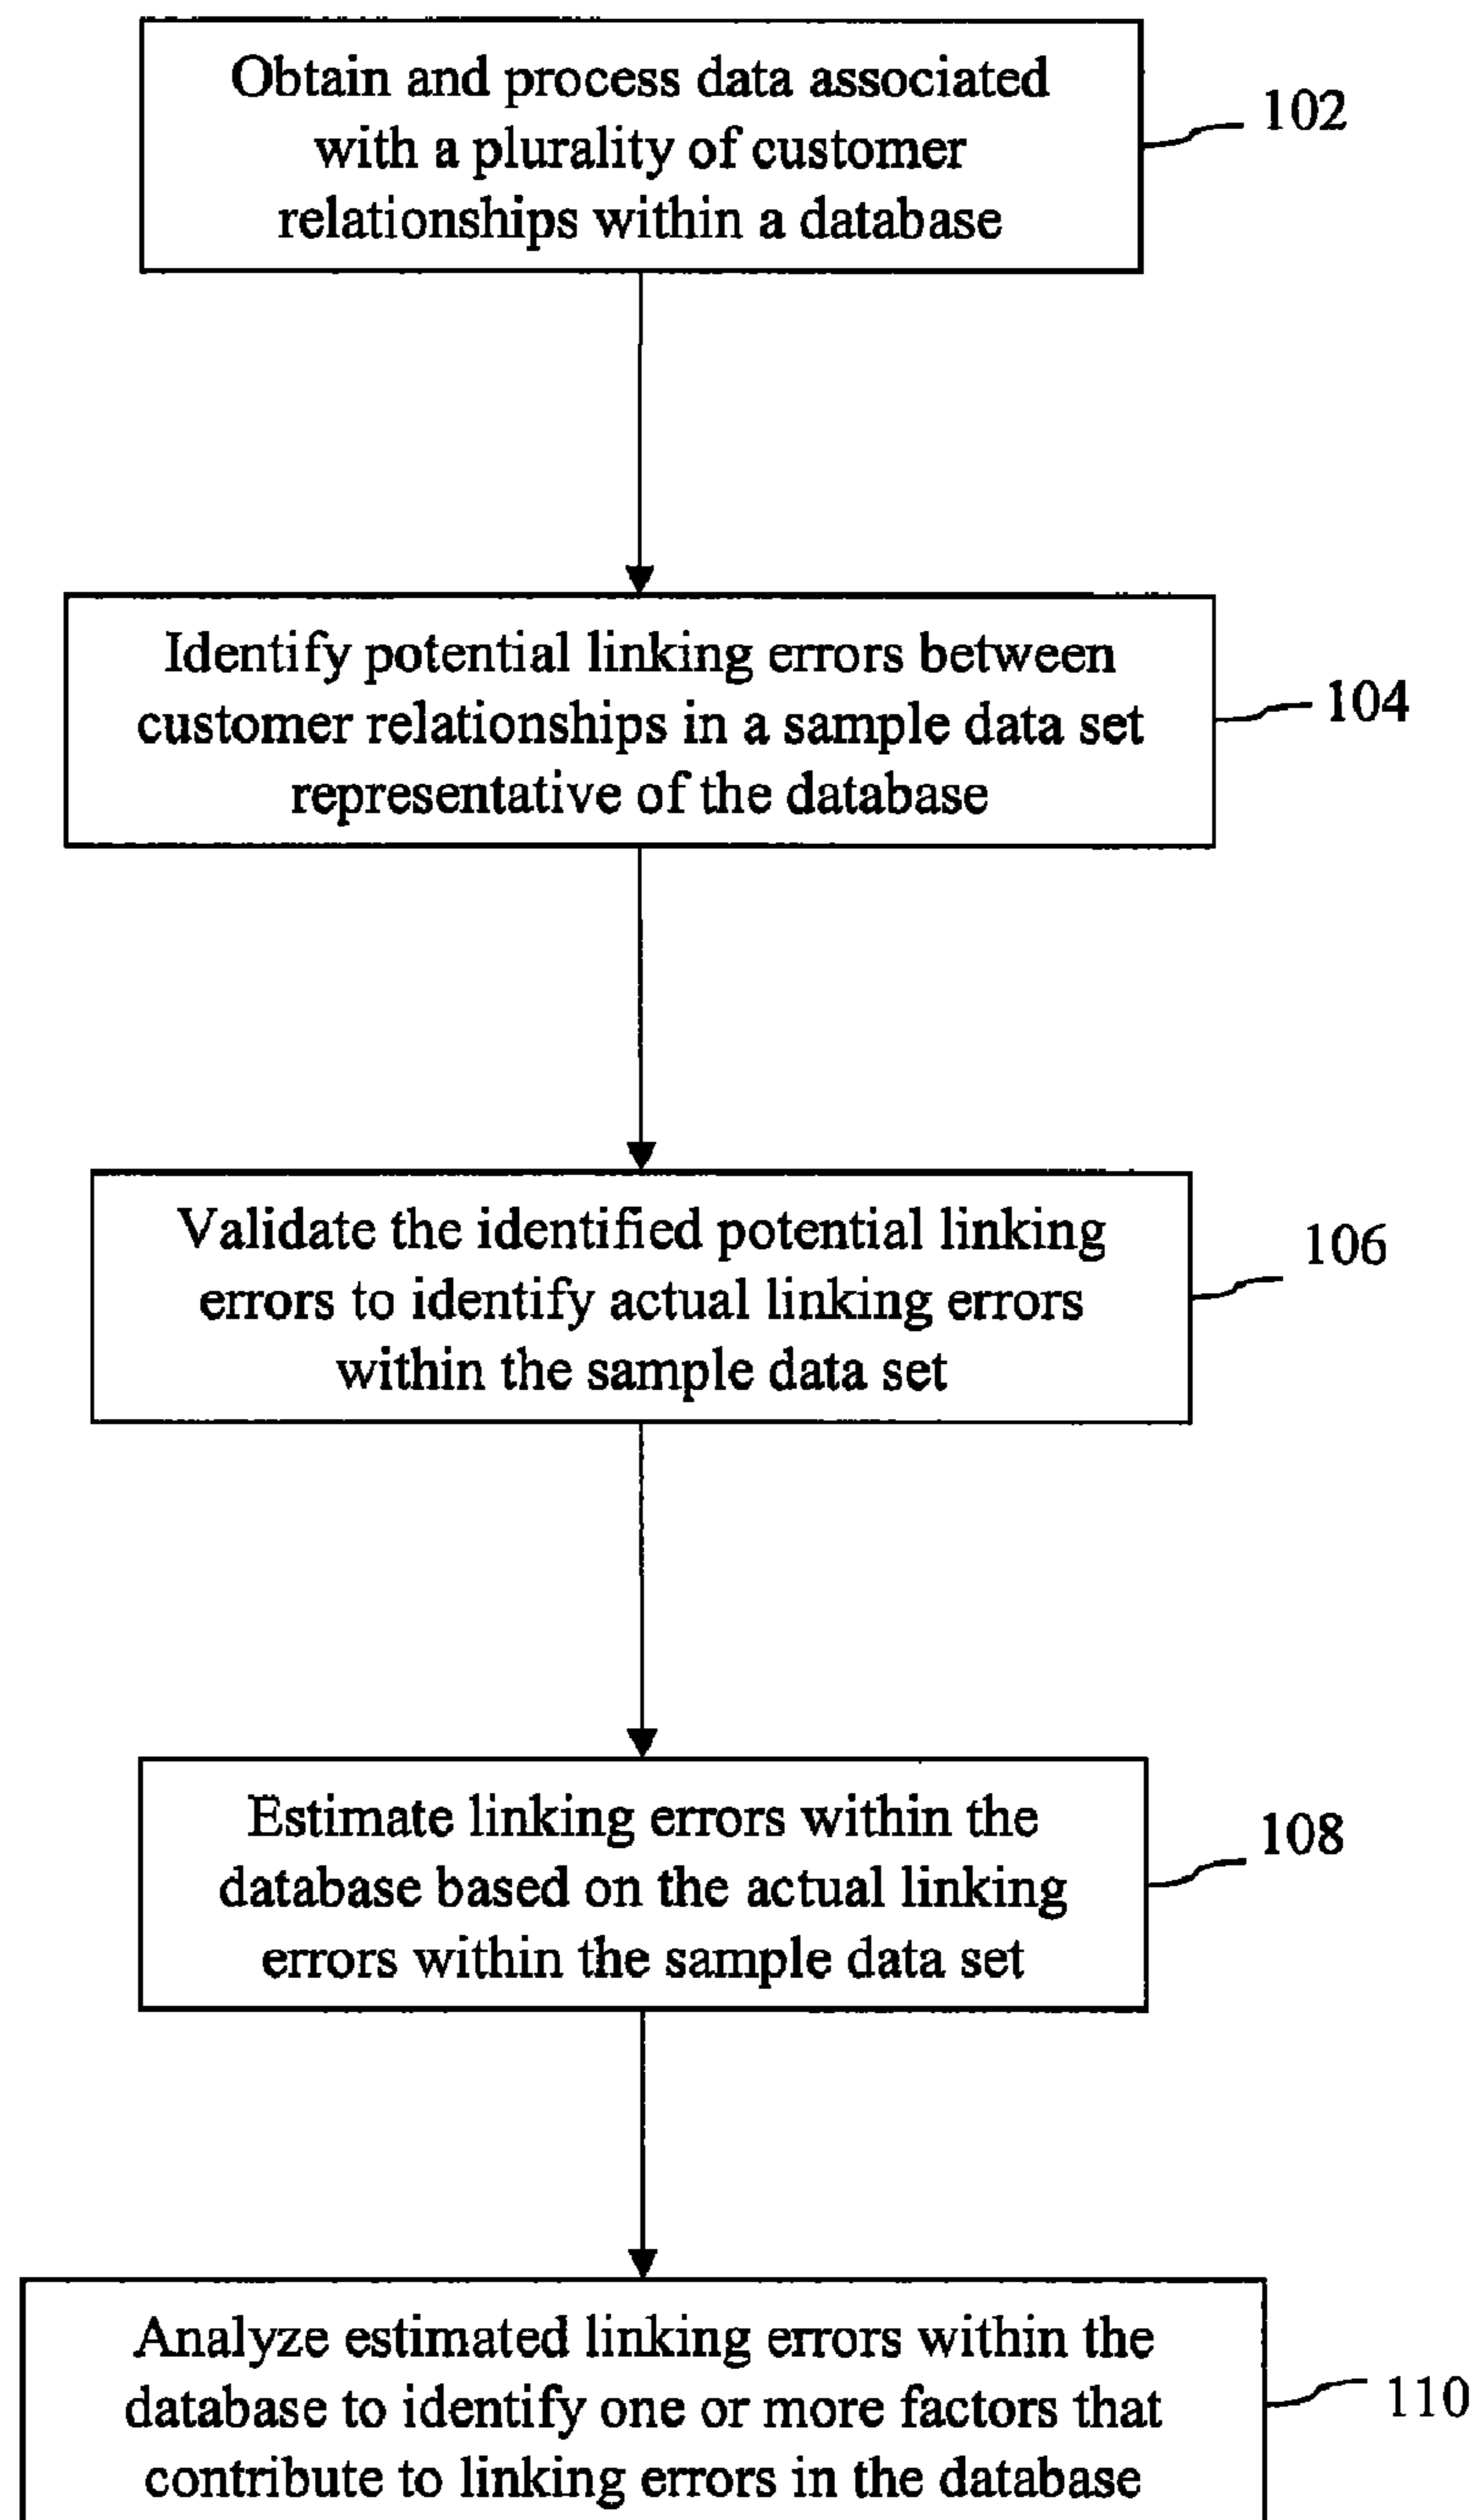 Obtain and process data associated
with a plurality of customer
relationships within a database
102
Identify potential linking errors between
customer relationships in a sample data set
representative of the database
104
Validate the identified potential linking
errors to identify actual linking errors
within the sample data set
106
Estimate linking errors within the
database based on the actual linking
errors within the sample data set
108
Analyze estimated linking errors within the
database to identify one or more factors that
contribute to linking errors in the database
110